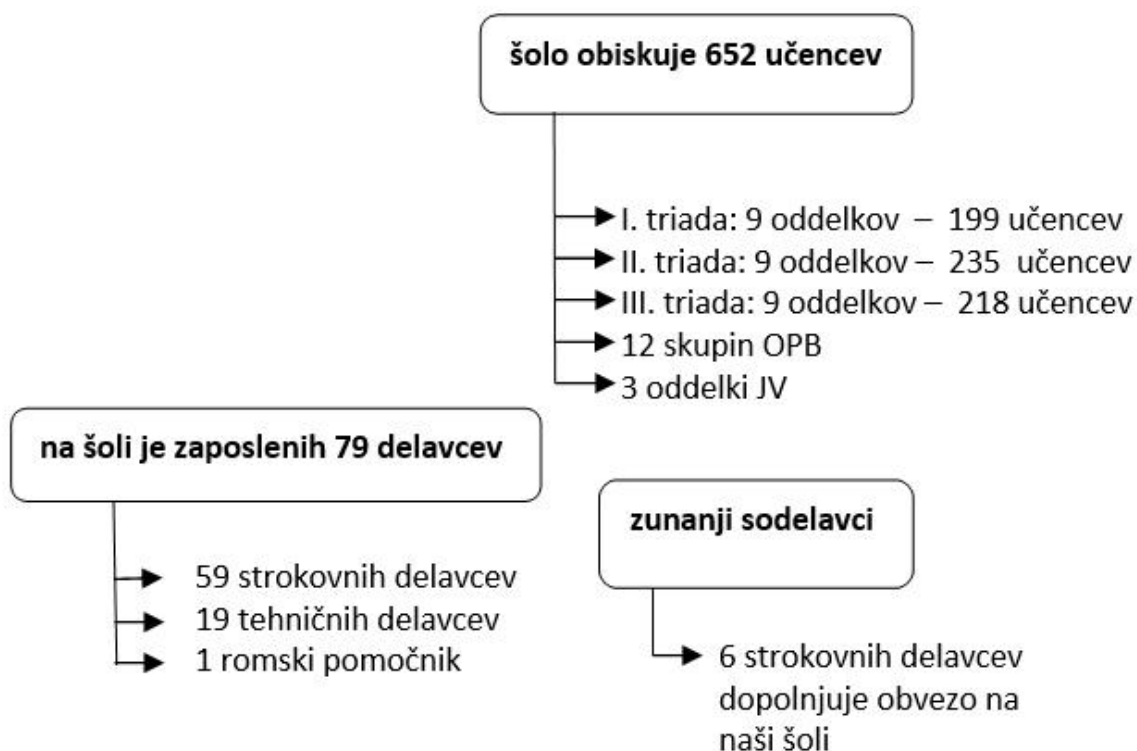 šolo obiskuje 652 učencev
I. triada: 9 oddelkov – 199 učencev
II. triada: 9 oddelkov – 235 učencev
III. triada: 9 oddelkov – 218 učencev
12 skupin OPB
3 oddelki JV
na šoli je zaposlenih 79 delavcev
59 strokovnih delavcev
19 tehničnih delavcev
1 romski pomočnik
zunanji sodelavci
6 strokovnih delavcev
dopolnjuje obvezo na
naši šoli